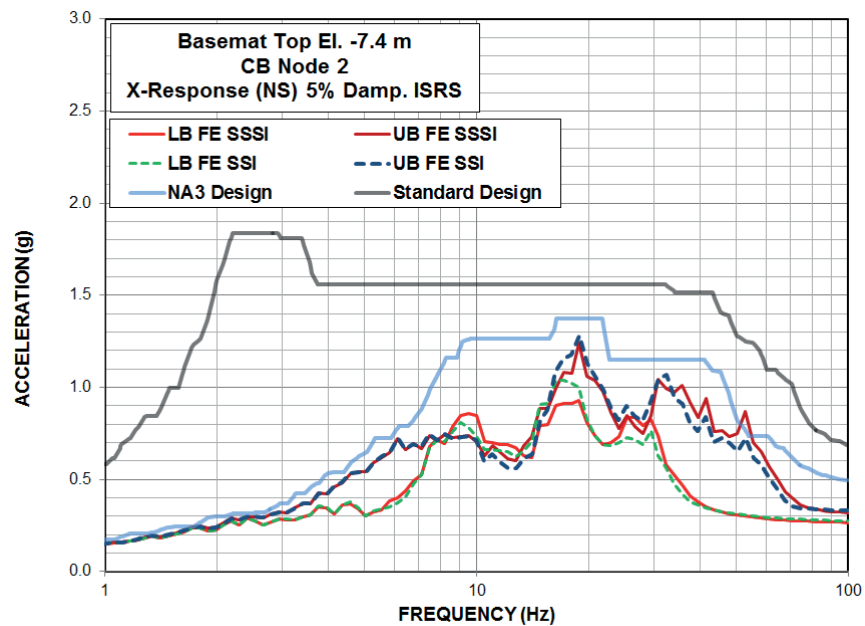 Basemat Top El. -7.4 m
CB Node 2
X-Response (NS) 5% Damp. ISRS
LB FE SSSI UB FE SSSI
LB FE SSI UB FE SSI
NA3 Design Standard Design
ACCELERATION (g)
3.0
2.5
2.0
1.5
1.0
0.5
0.0
1 10 100
FREQUENCY (Hz)